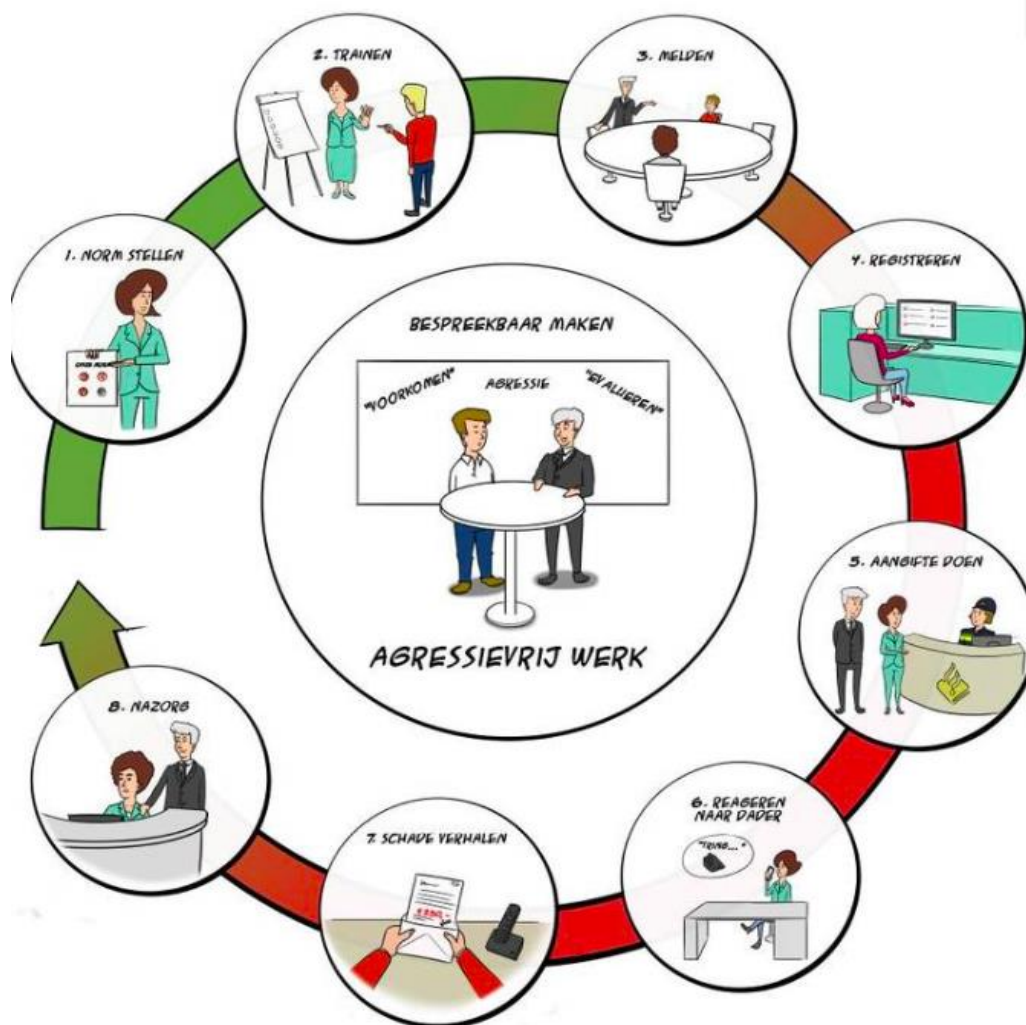 1. NORM STELLEN
2. TRAINEN
3. MELDEN
4. REGISTREREN
5. AANGIFTE DOEN
6. REAGEREN
NAAR DADER
"TRING..."
7. SCHADE VERHALEN
8. NAZORG
BESPREEKBAAR MAKEN
"VOORKOMEN" AGRESSIE "EVALUEREN"
AGRESSIEVRIJ WERK